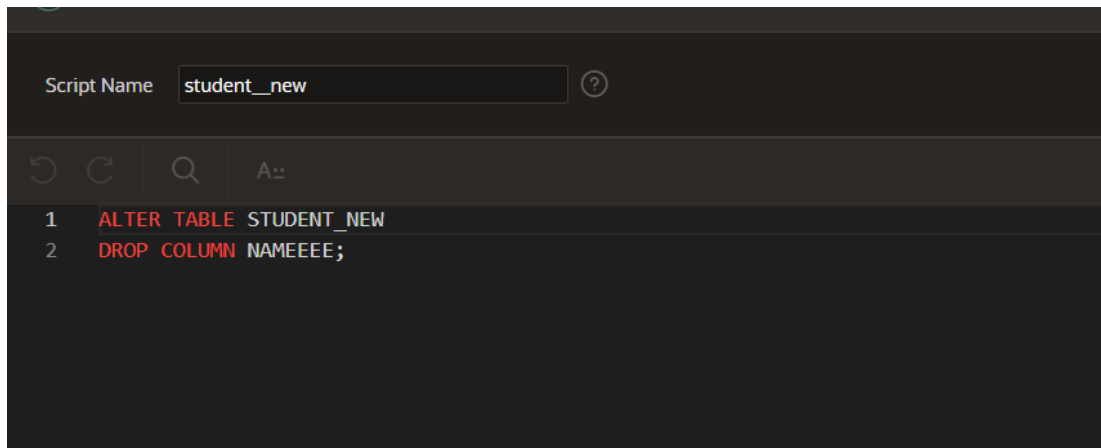 Script Name student__new
A::
1 ALTER TABLE STUDENT_NEW
2 DROP COLUMN NAMEEEE;